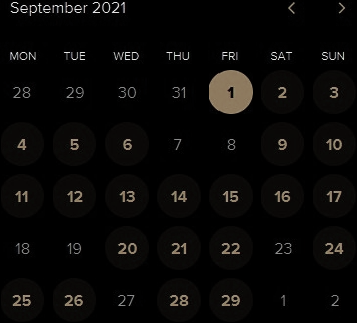 September 2021
MON TUE WED THU FRI SAT SUN
28 29 30 31 1 2 3
4 5 6 7 8 9 10
11 12 13 14 15 16 17
18 19 20 21 22 23 24
25 26 27 28 29 1 2